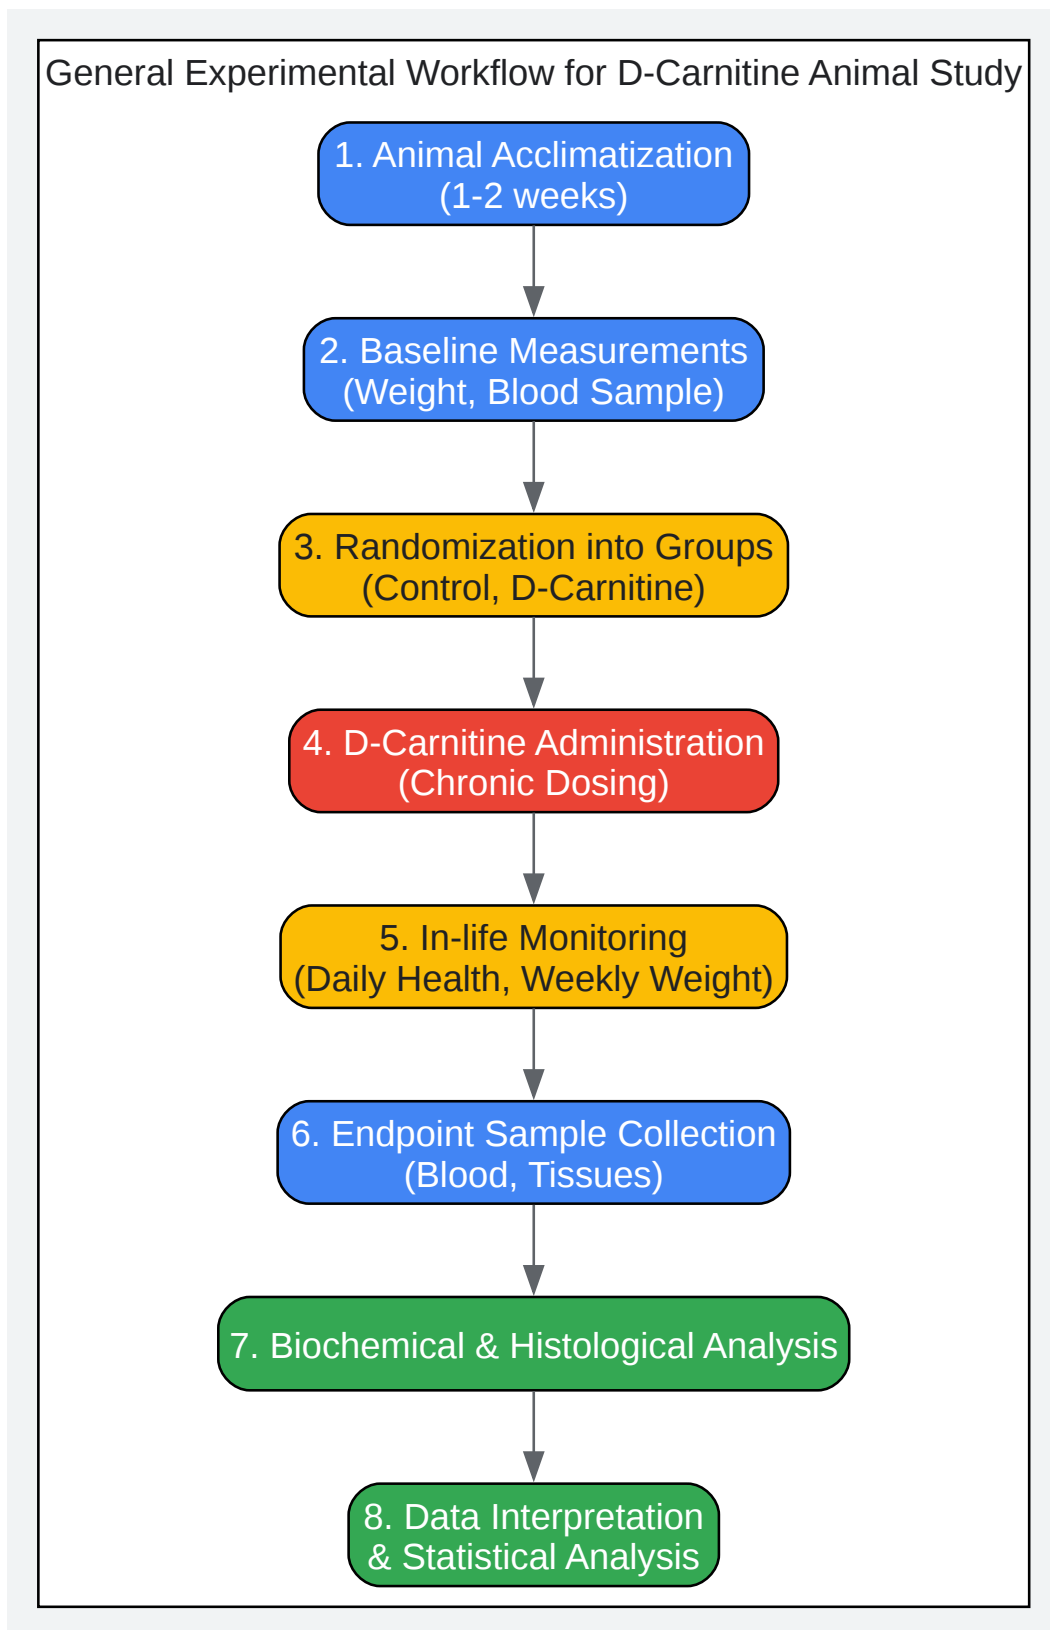 General Experimental Workflow for D-Carnitine Animal Study
1. Animal Acclimatization
(1-2 weeks)
2. Baseline Measurements
(Weight, Blood Sample)
3. Randomization into Groups
(Control, D-Carnitine)
4. D-Carnitine Administration
(Chronic Dosing)
5. In-life Monitoring
(Daily Health, Weekly Weight)
6. Endpoint Sample Collection
(Blood, Tissues)
7. Biochemical & Histological Analysis
8. Data Interpretation
& Statistical Analysis